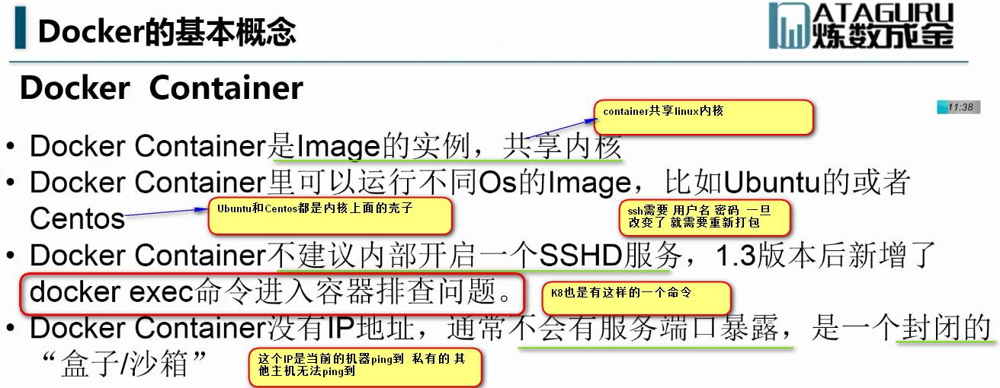 Docker的基本概念
ATAGURU
炼数成金
Docker Container
11:38
container共享linux内核
• Docker Container是Image的实例，共享内核
• Docker Container里可以运行不同Os的Image，比如Ubuntu的或者
Centos
Ubuntu和Centos都是内核上面的壳子
ssh需要 用户名 密码 一旦
改变了 就需要重新打包
• Docker Container不建议内部开启一个SSHD服务，1.3版本后新增了
docker exec命令进入容器排查问题。
K8也是有这样的一个命令
• Docker Container没有IP地址，通常不会有服务端口暴露，是一个封闭的
“盒子/沙箱”
这个IP是当前的机器ping到 私有的 其
他主机无法ping到